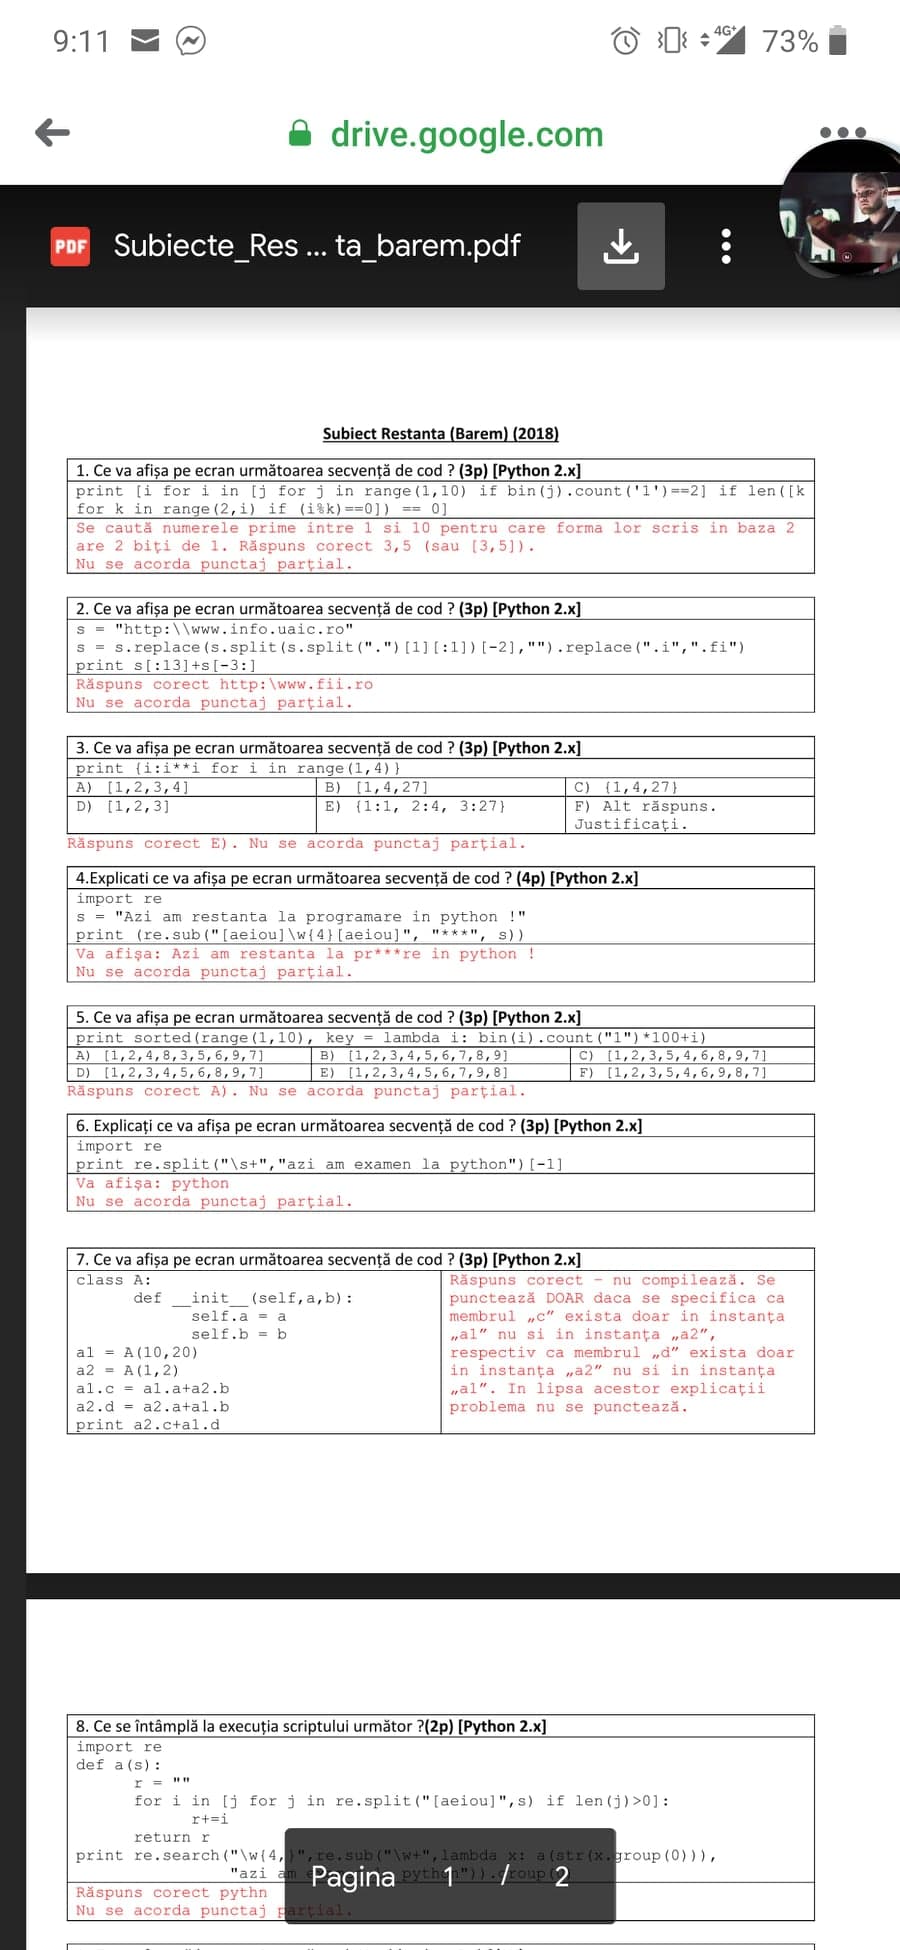 9:11
4G+
73%
drive.google.com
PDF
Subiecte_Res ... ta_barem.pdf
Subiect Restanta (Barem) (2018)
1. Ce va afișa pe ecran următoarea secvență de cod ? (3p) [Python 2.x]
print [i for i in [j for j in range(1,10) if bin(j).count('1')==2] if len([k
for k in range(2,i) if (i%k)==0]) == 0]
Se caută numerele prime intre 1 si 10 pentru care forma lor scris in baza 2
are 2 biți de 1. Răspuns corect 3,5 (sau [3,5]).
Nu se acorda punctaj parțial.
2. Ce va afișa pe ecran următoarea secvență de cod ? (3p) [Python 2.x]
s = "http:\\www.info.uaic.ro"
s = s.replace(s.split(s.split(".")[1][:1])[-2],"").replace(".i",".fi")
print s[:13]+s[-3:]
Răspuns corect http:\www.fii.ro
Nu se acorda punctaj parțial.
3. Ce va afișa pe ecran următoarea secvență de cod ? (3p) [Python 2.x]
print {i:i**i for i in range(1,4)}
A) [1,2,3,4] B) [1,4,27] C) {1,4,27}
D) [1,2,3] E) {1:1, 2:4, 3:27} F) Alt răspuns.
Justificați.
Răspuns corect E). Nu se acorda punctaj parțial.
4.Explicati ce va afișa pe ecran următoarea secvență de cod ? (4p) [Python 2.x]
import re
s = "Azi am restanta la programare in python !"
print (re.sub("[aeiou]\w{4}[aeiou]", "***", s))
Va afișa: Azi am restanta la pr***re in python !
Nu se acorda punctaj parțial.
5. Ce va afișa pe ecran următoarea secvență de cod ? (3p) [Python 2.x]
print sorted(range(1,10), key = lambda i: bin(i).count("1")*100+i)
A) [1,2,4,8,3,5,6,9,7] B) [1,2,3,4,5,6,7,8,9] C) [1,2,3,5,4,6,8,9,7]
D) [1,2,3,4,5,6,8,9,7] E) [1,2,3,4,5,6,7,9,8] F) [1,2,3,5,4,6,9,8,7]
Răspuns corect A). Nu se acorda punctaj parțial.
6. Explicați ce va afișa pe ecran următoarea secvență de cod ? (3p) [Python 2.x]
import re
print re.split("\s+","azi am examen la python")[-1]
Va afișa: python
Nu se acorda punctaj parțial.
7. Ce va afișa pe ecran următoarea secvență de cod ? (3p) [Python 2.x]
class A:
def __init__(self,a,b):
self.a = a
self.b = b
a1 = A(10,20)
a2 = A(1,2)
a1.c = a1.a+a2.b
a2.d = a2.a+a1.b
print a2.c+a1.d
Răspuns corect – nu compilează. Se
punctează DOAR daca se specifica ca
membrul „c" exista doar in instanța
„a1" nu si in instanța „a2",
respectiv ca membrul „d" exista doar
in instanța „a2" nu si in instanța
„a1". In lipsa acestor explicații
problema nu se punctează.
8. Ce se întâmplă la execuția scriptului următor ?(2p) [Python 2.x]
import re
def a(s):
r = ""
for i in [j for j in re.split("[aeiou]",s) if len(j)>0]:
r+=i
return r
print re.search("\w{4,}",re.sub("\w+",lambda x: a(str(x.group(0))),
"azi am python")).group(
Răspuns corect pythn
Nu se acorda punctaj parțial.
Pagina 1 / 2